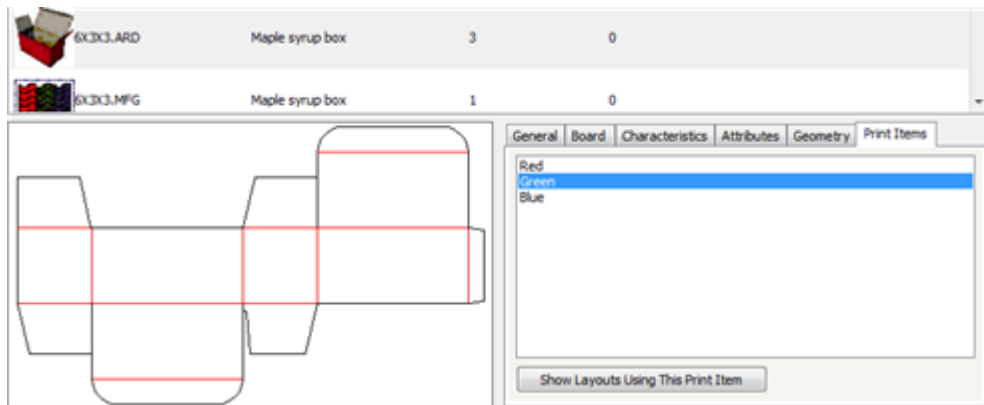 6X3X3.ARD Maple syrup box 3 0
6X3X3.MFG Maple syrup box 1 0
General Board Characteristics Attributes Geometry Print Items
Red
Green
Blue
Show Layouts Using This Print Item